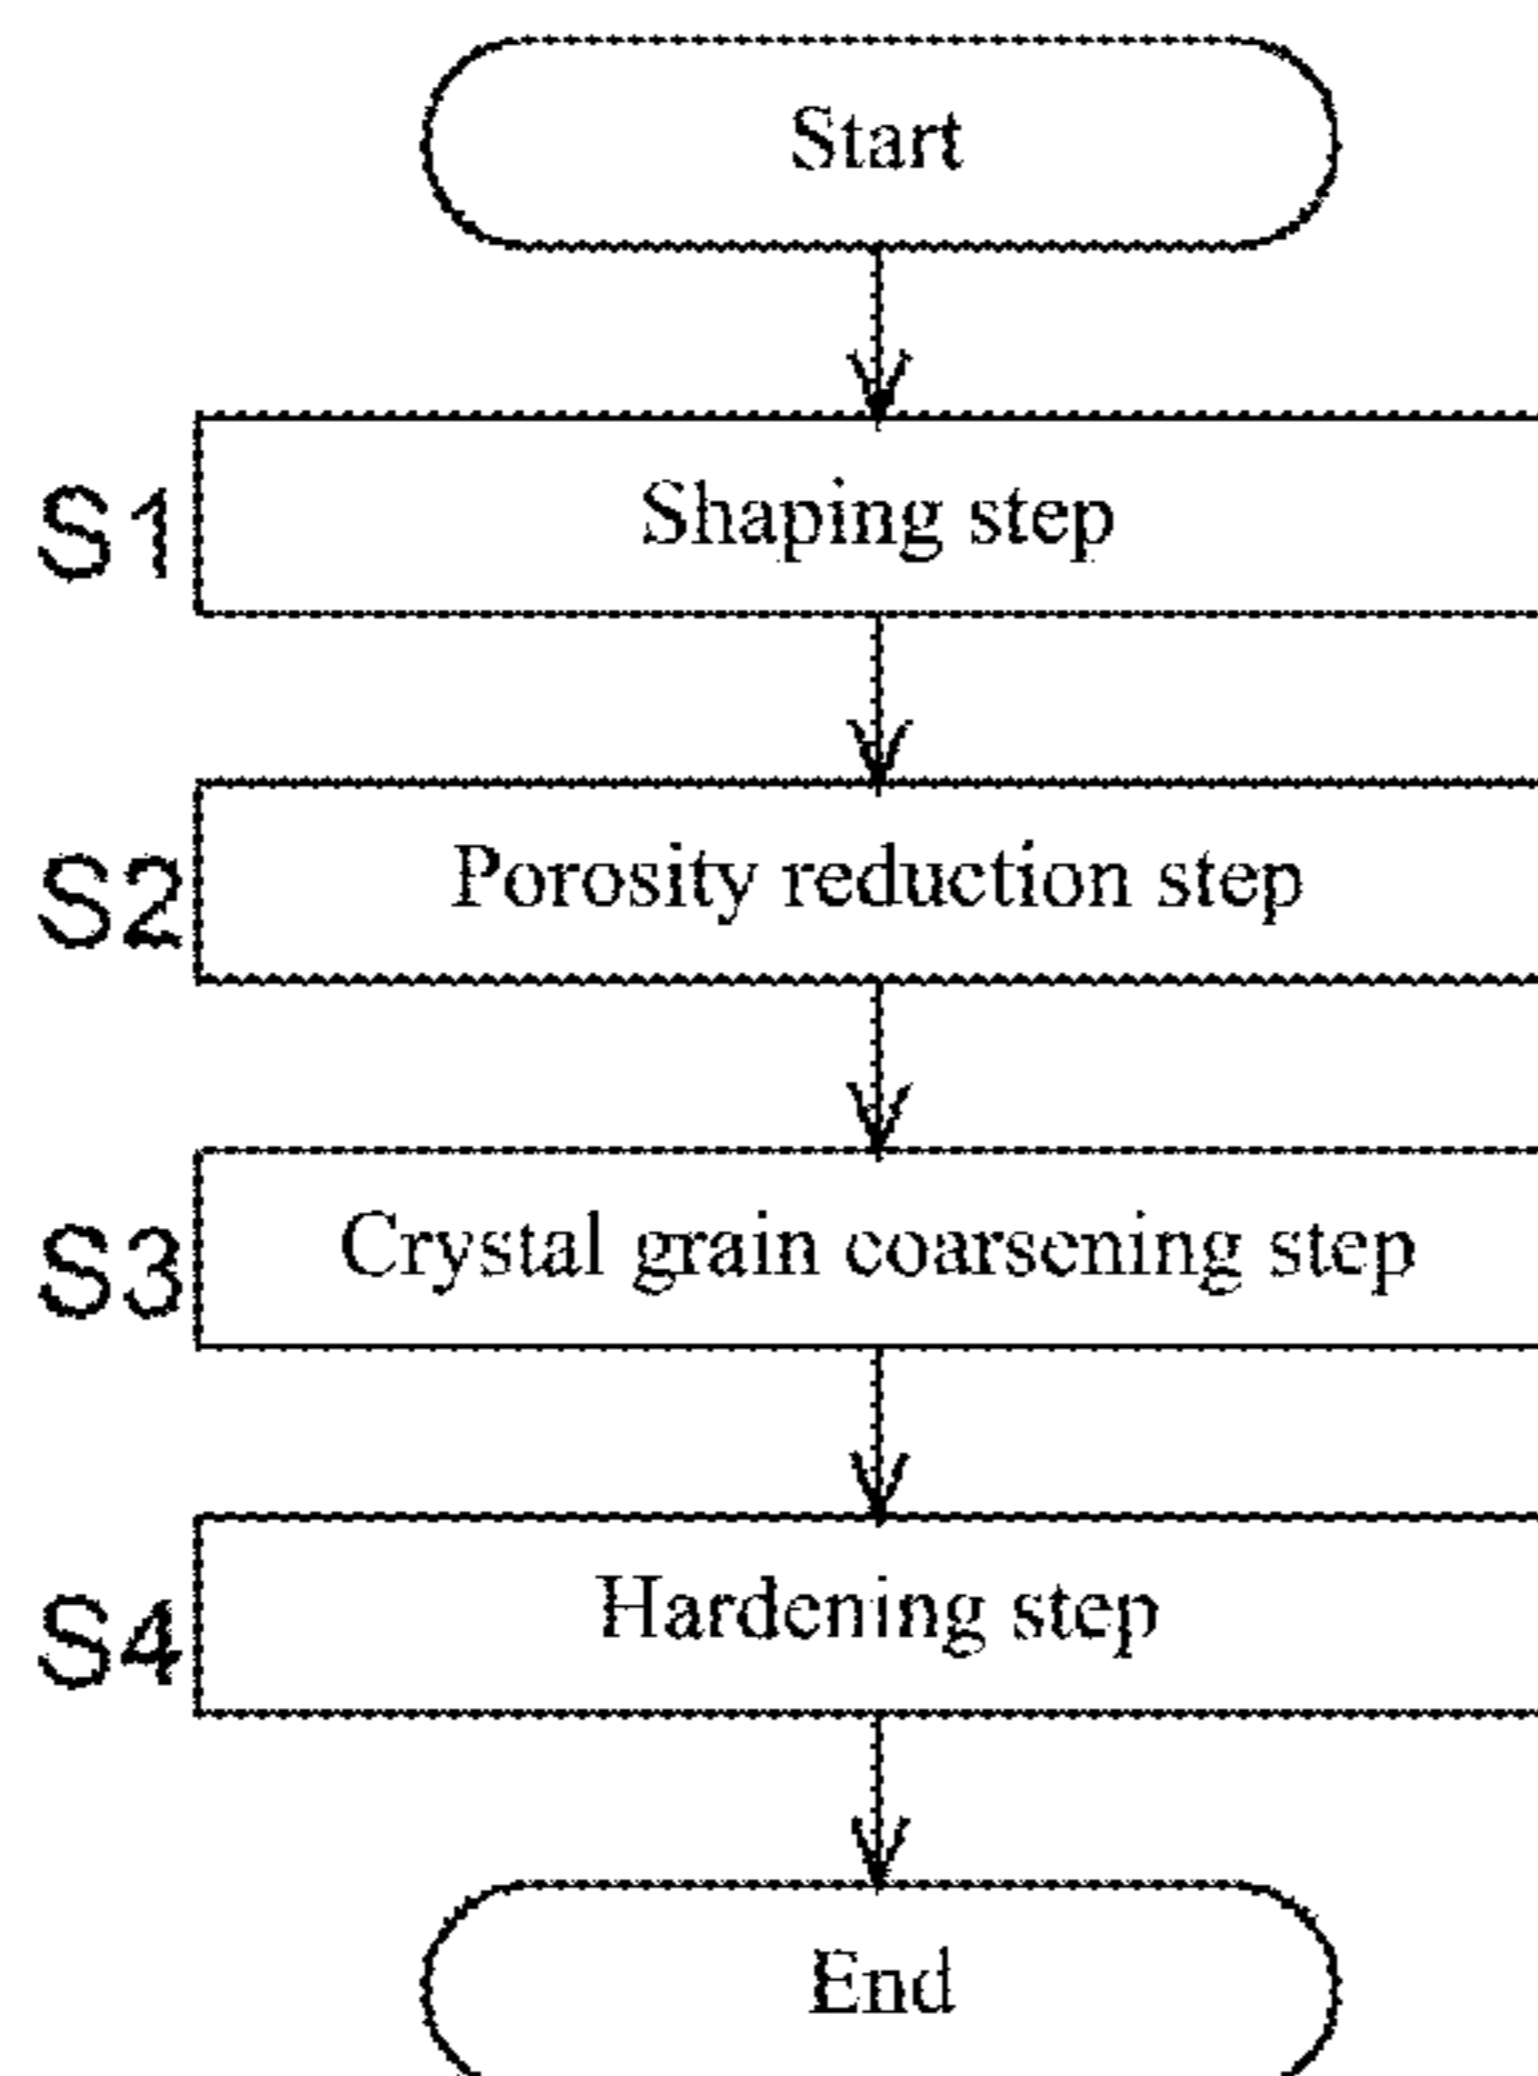 Start
S1 Shaping step
S2 Porosity reduction step
S3 Crystal grain coarsening step
S4 Hardening step
End